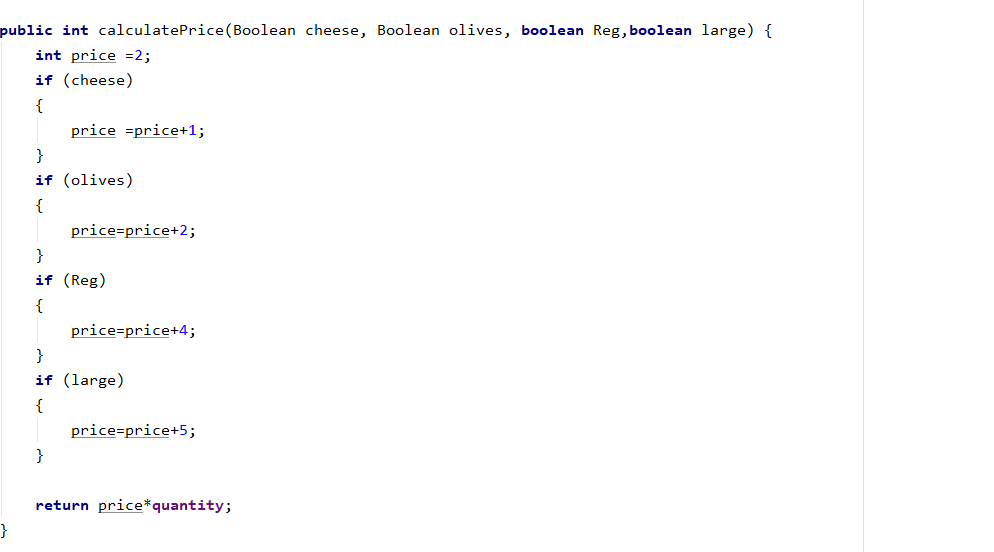 public int calculatePrice(Boolean cheese, Boolean olives, boolean Reg,boolean large) {
    int price =2;
    if (cheese)
    {
        price =price+1;
    }
    if (olives)
    {
        price=price+2;
    }
    if (Reg)
    {
        price=price+4;
    }
    if (large)
    {
        price=price+5;
    }

    return price*quantity;
}